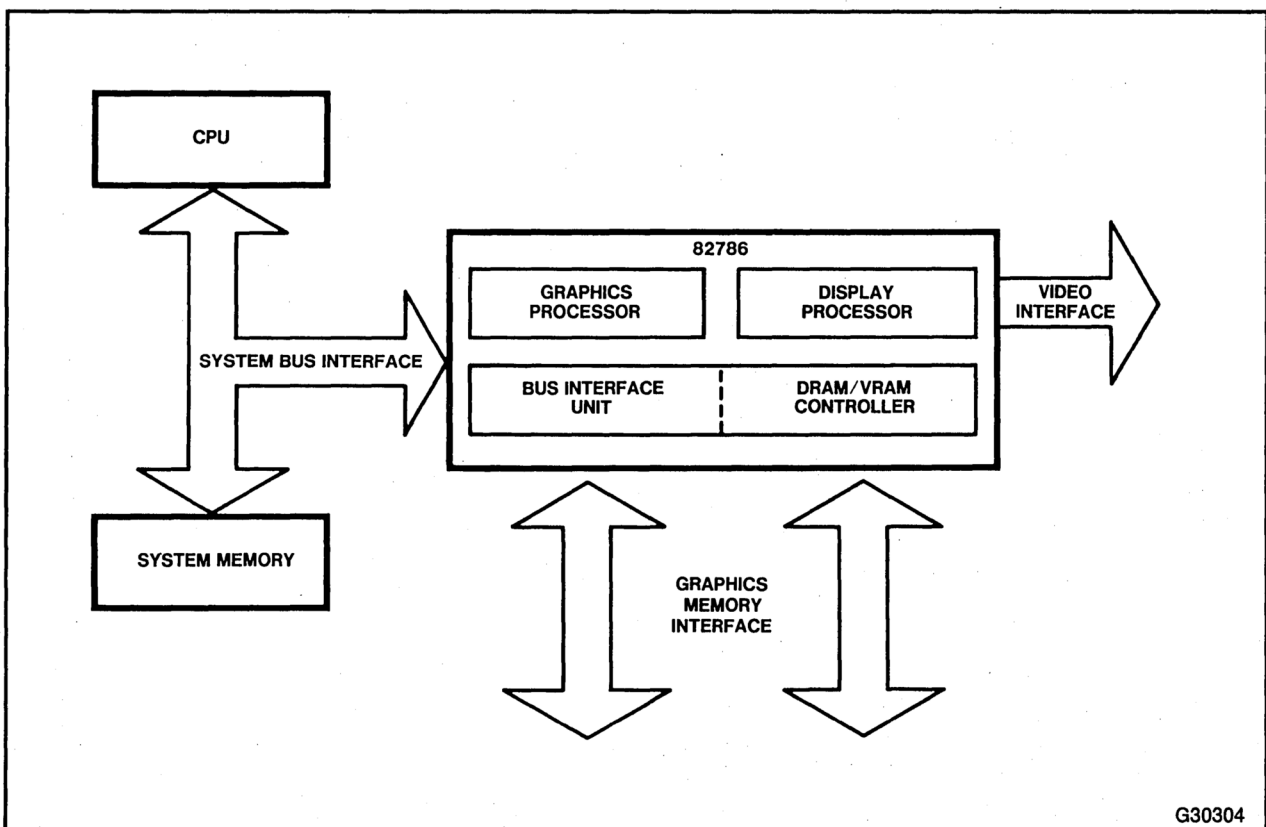 CPU
82786
GRAPHICS
PROCESSOR
DISPLAY
PROCESSOR
VIDEO
INTERFACE
SYSTEM BUS INTERFACE
BUS INTERFACE
UNIT
DRAM/VRAM
CONTROLLER
SYSTEM MEMORY
GRAPHICS
MEMORY
INTERFACE
G30304